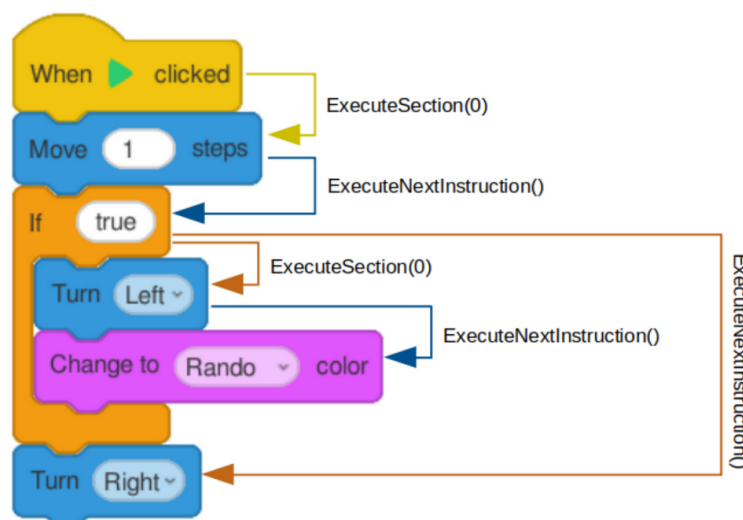 When clicked
ExecuteSection(0)
Move 1 steps
ExecuteNextInstruction()
If true
ExecuteSection(0)
Turn Left
ExecuteNextInstruction()
Change to Rando color
ExecuteNextInstruction()
Turn Right